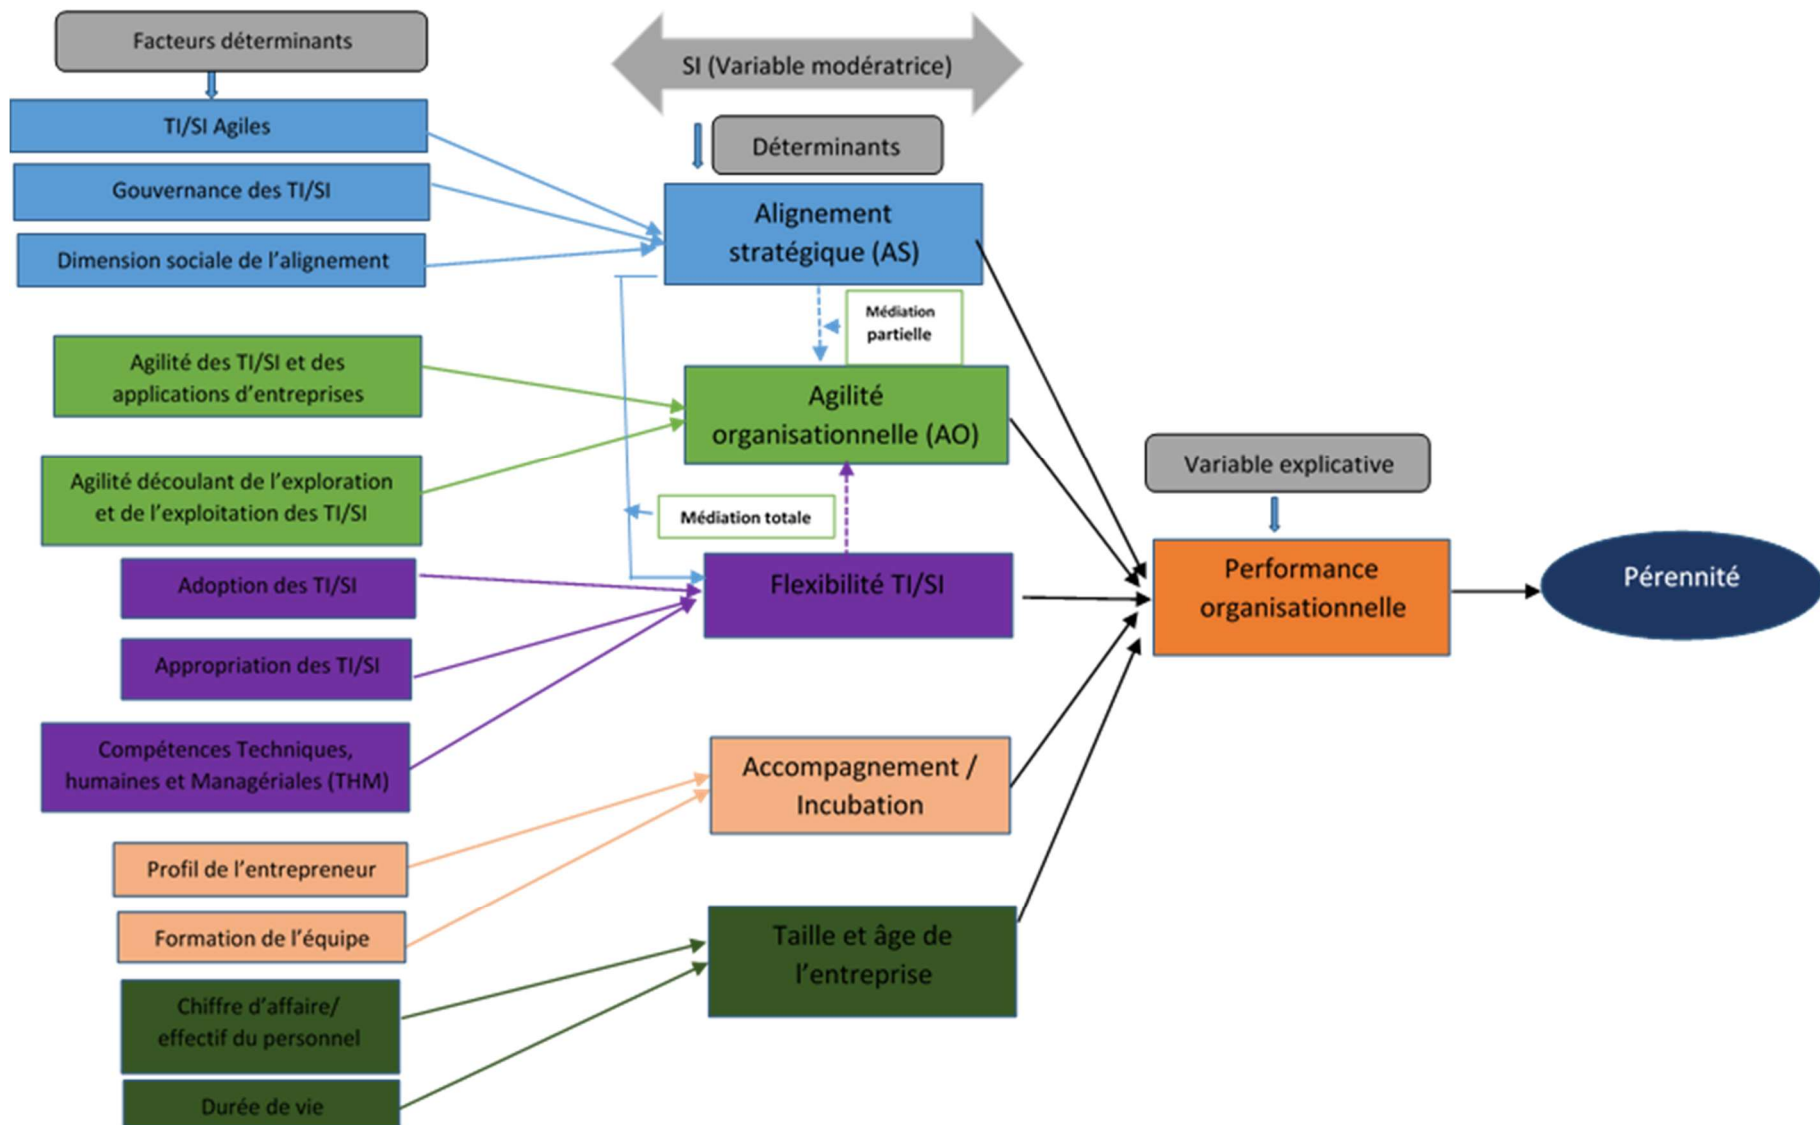 Facteurs déterminants
TI/SI Agiles
Gouvernance des TI/SI
Dimension sociale de l’alignement
Agilité des TI/SI et des
applications d’entreprises
Agilité découlant de l’exploration
et de l’exploitation des TI/SI
Adoption des TI/SI
Appropriation des TI/SI
Compétences Techniques,
humaines et Managériales (THM)
Profil de l’entrepreneur
Formation de l’équipe
Chiffre d’affaire/
effectif du personnel
Durée de vie
SI (Variable modératrice)
Déterminants
Alignement
stratégique (AS)
Médiation
partielle
Agilité
organisationnelle (AO)
Médiation totale
Flexibilité TI/SI
Accompagnement /
Incubation
Taille et âge de
l’entreprise
Variable explicative
Performance
organisationnelle
Pérennité